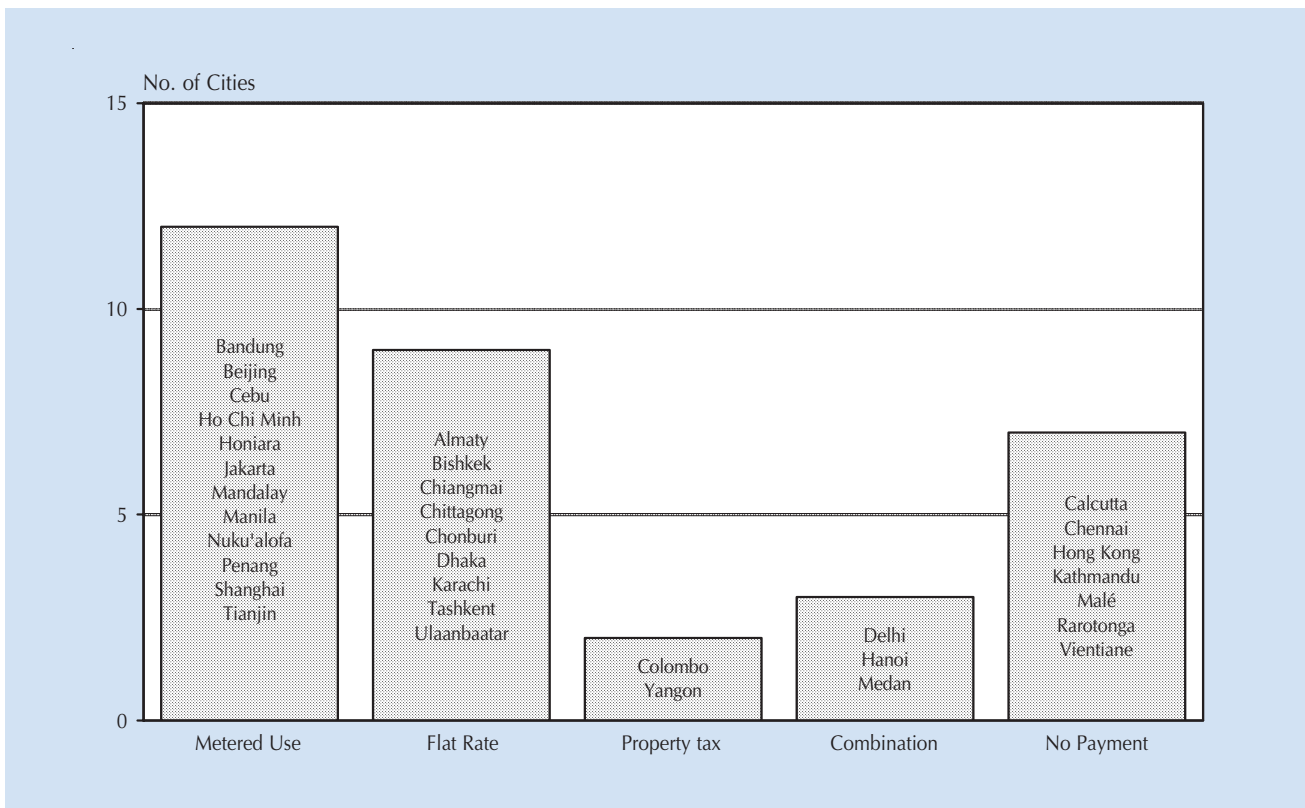 No. of Cities
15
10
5
0
Bandung
Beijing
Cebu
Ho Chi Minh
Honiara
Jakarta
Mandalay
Manila
Nuku'alofa
Penang
Shanghai
Tianjin
Almaty
Bishkek
Chiangmai
Chittagong
Chonburi
Dhaka
Karachi
Tashkent
Ulaanbaatar
Colombo
Yangon
Delhi
Hanoi
Medan
Calcutta
Chennai
Hong Kong
Kathmandu
Malé
Rarotonga
Vientiane
Metered Use
Flat Rate
Property tax
Combination
No Payment